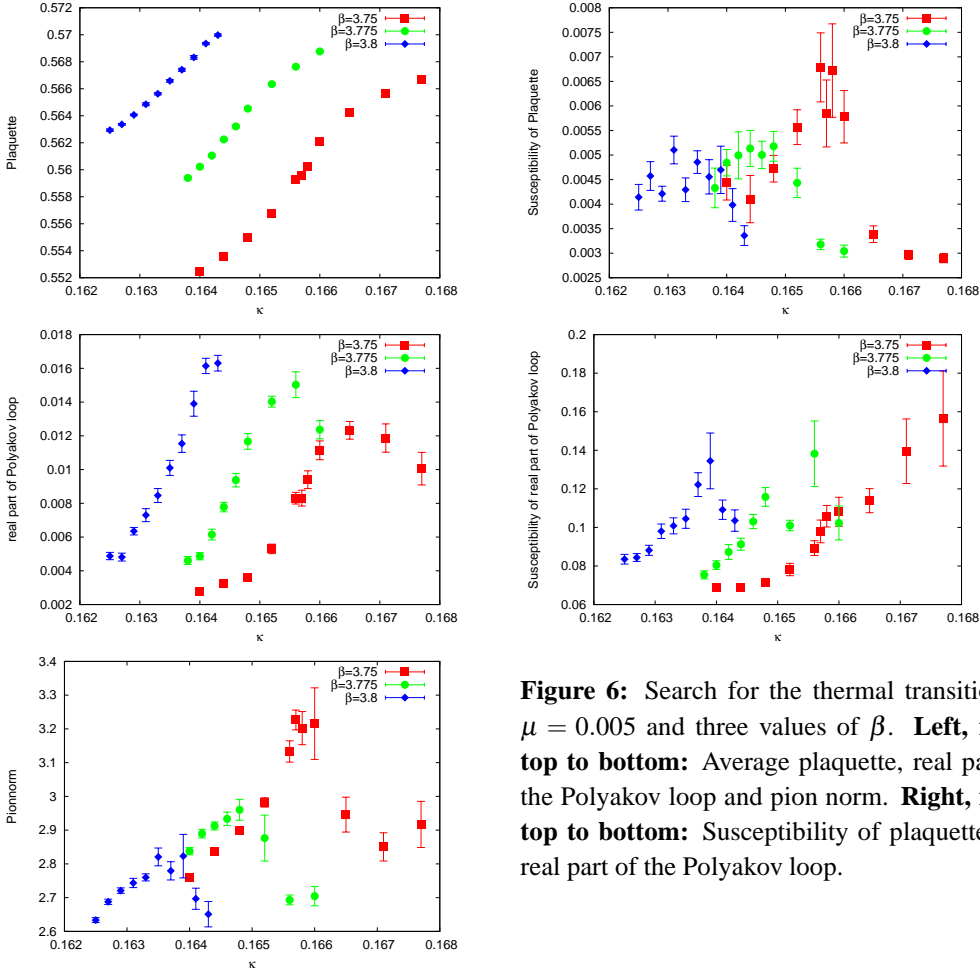 0.572
0.57
0.568
0.566
0.564
0.562
0.56
0.558
0.556
0.554
0.552
Plaquette
β=3.75
β=3.775
β=3.8
0.162 0.163 0.164 0.165 0.166 0.167 0.168
κ
0.008
0.0075
0.007
0.0065
0.006
0.0055
0.005
0.0045
0.004
0.0035
0.003
0.0025
Susceptibility of Plaquette
β=3.75
β=3.775
β=3.8
0.162 0.163 0.164 0.165 0.166 0.167 0.168
κ
0.018
0.016
0.014
0.012
0.01
0.008
0.006
0.004
0.002
real part of Polyakov loop
β=3.75
β=3.775
β=3.8
0.162 0.163 0.164 0.165 0.166 0.167 0.168
κ
0.2
0.18
0.16
0.14
0.12
0.1
0.08
0.06
Susceptibility of real part of Polyakov loop
β=3.75
β=3.775
β=3.8
0.162 0.163 0.164 0.165 0.166 0.167 0.168
κ
3.4
3.3
3.2
3.1
3
2.9
2.8
2.7
2.6
Pionnorm
β=3.75
β=3.775
β=3.8
0.162 0.163 0.164 0.165 0.166 0.167 0.168
κ
Figure 6: Search for the thermal transitio
μ = 0.005 and three values of β. Left,
top to bottom: Average plaquette, real pa
the Polyakov loop and pion norm. Right,
top to bottom: Susceptibility of plaquette
real part of the Polyakov loop.